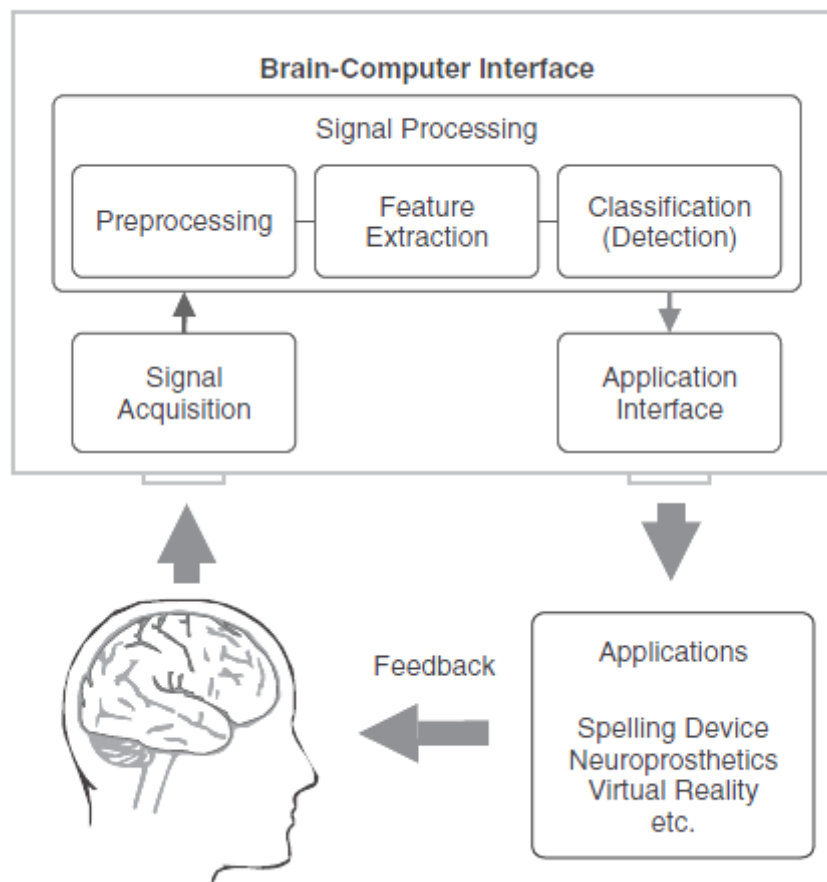 Brain-Computer Interface
Signal Processing
Preprocessing
Feature
Extraction
Classification
(Detection)
Signal
Acquisition
Application
Interface
Feedback
Applications
Spelling Device
Neuroprosthetics
Virtual Reality
etc.